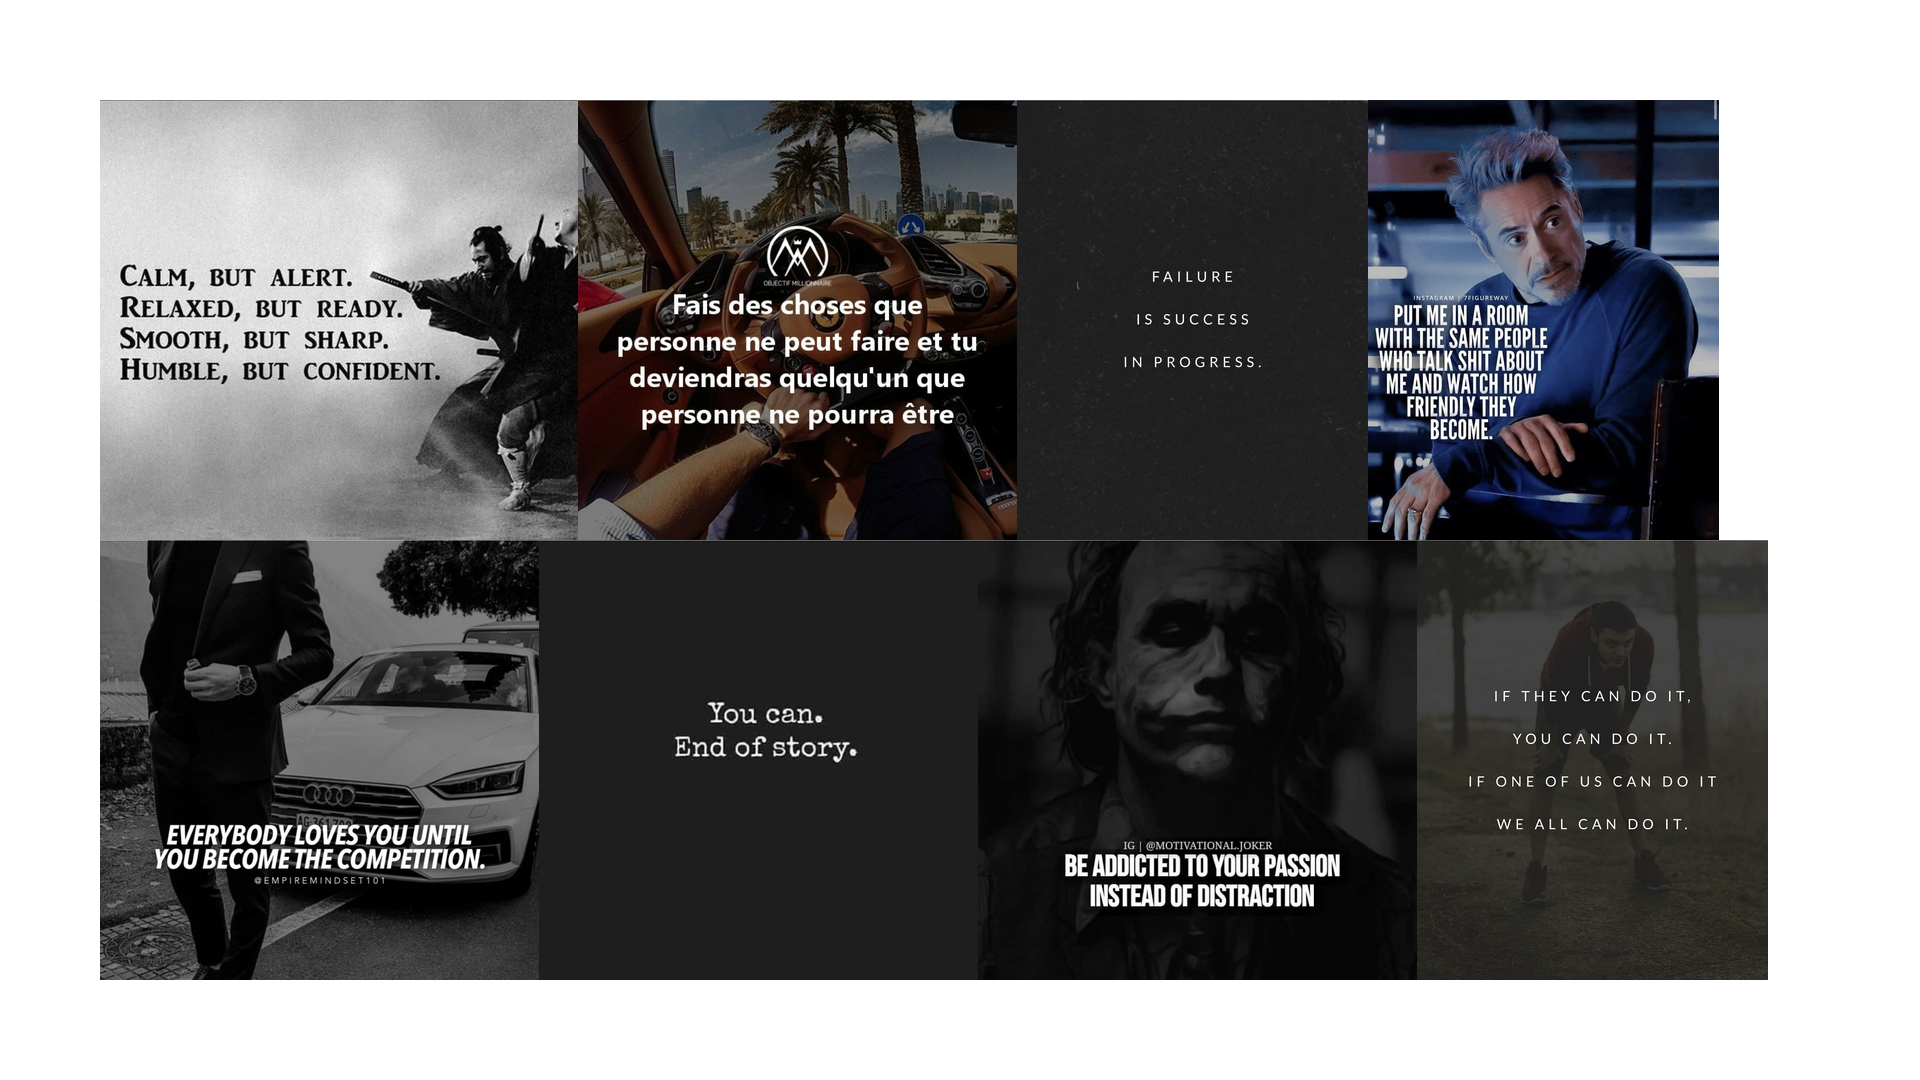 CALM, BUT ALERT.
RELAXED, BUT READY.
SMOOTH, BUT SHARP.
HUMBLE, BUT CONFIDENT.
OBJECTIF MILLIONNAIRE
Fais des choses que
personne ne peut faire et tu
deviendras quelqu'un que
personne ne pourra être
FAILURE
IS SUCCESS
IN PROGRESS.
INSTAGRAM | 7FIGUREWAY
PUT ME IN A ROOM
WITH THE SAME PEOPLE
WHO TALK SHIT ABOUT
ME AND WATCH HOW
FRIENDLY THEY
BECOME.
EVERYBODY LOVES YOU UNTIL
YOU BECOME THE COMPETITION.
@EMPIREMINDSET101
You can.
End of story.
IG | @MOTIVATIONAL.JOKER
BE ADDICTED TO YOUR PASSION
INSTEAD OF DISTRACTION
IF THEY CAN DO IT,
YOU CAN DO IT.
IF ONE OF US CAN DO IT
WE ALL CAN DO IT.